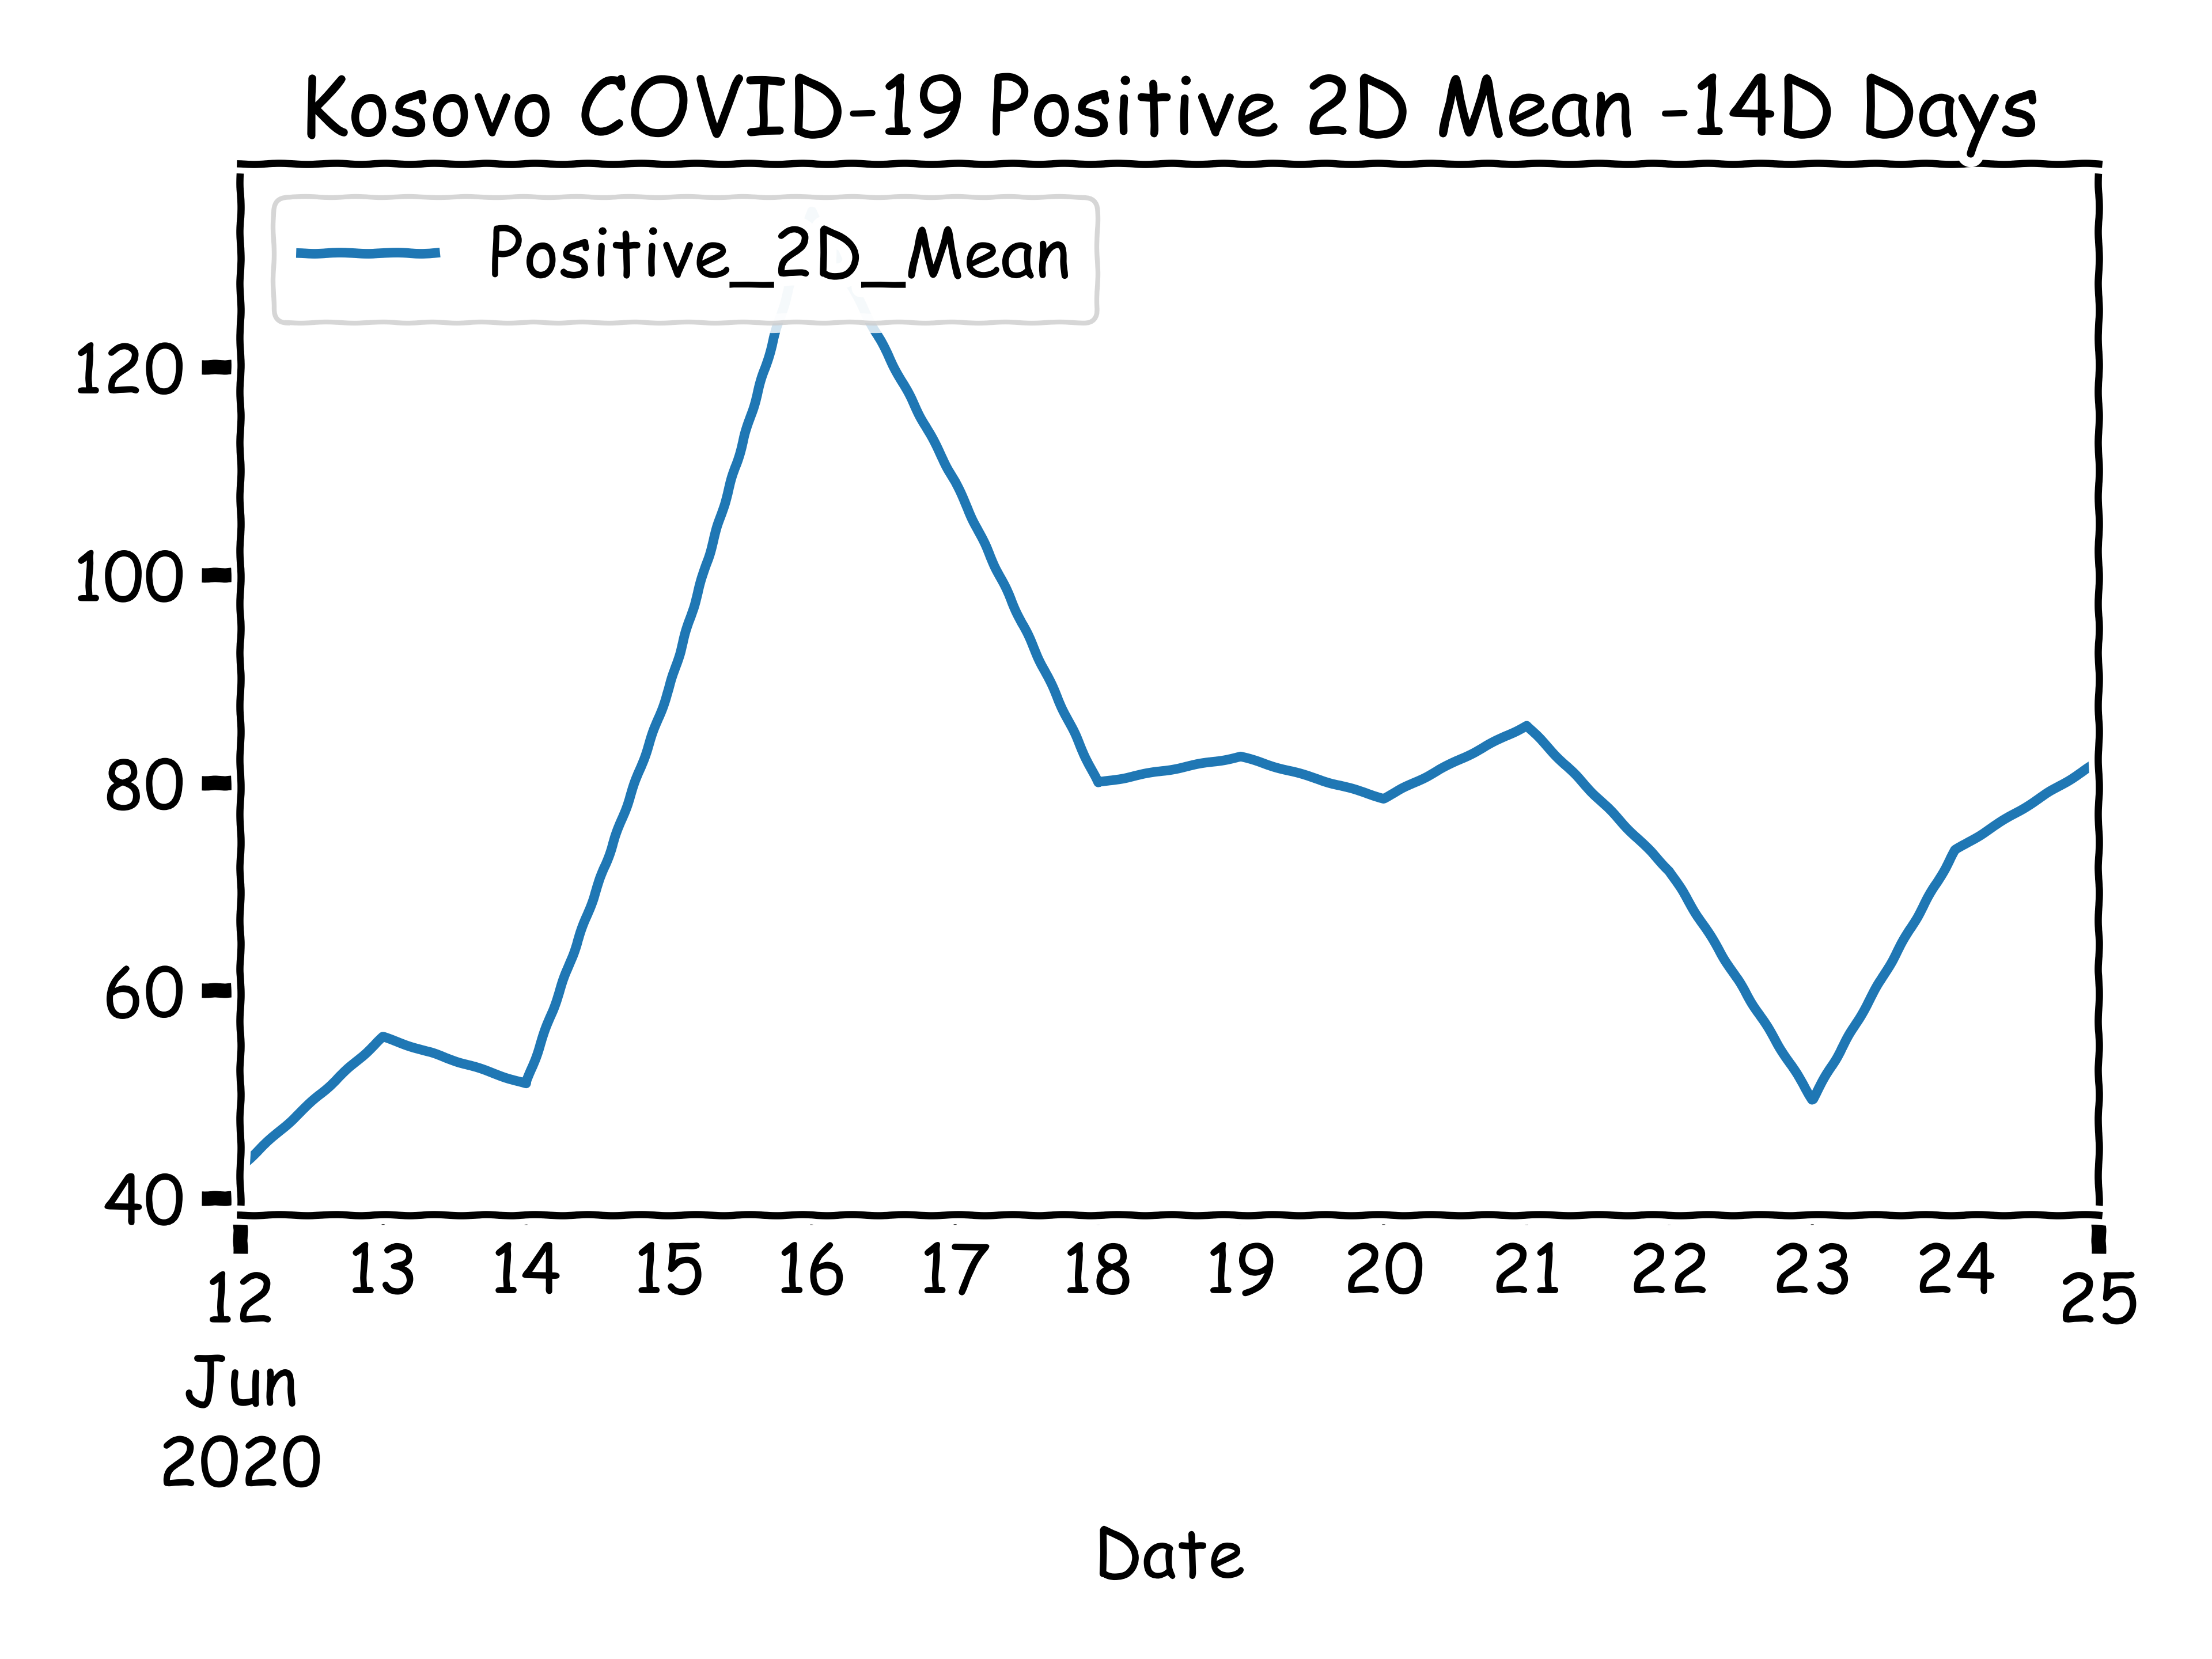 Kosovo COVID-19 Positive 2D Mean -14D Days
Positive_2D_Mean
120
100
80
60
40
12 13 14 15 16 17 18 19 20 21 22 23 24 25
Jun
2020
Date